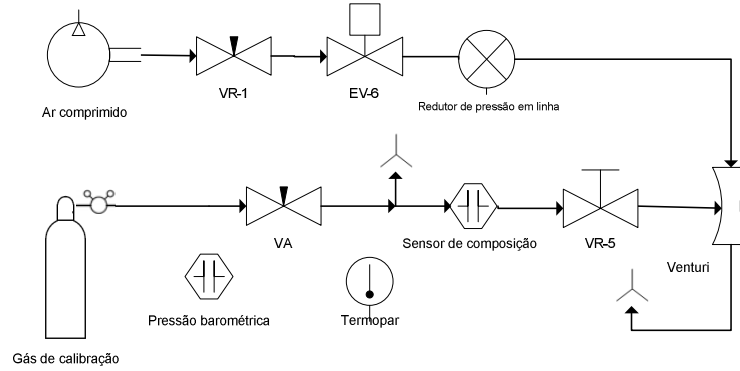 Ar comprimido
VR-1
EV-6
Redutor de pressão em linha
VA
Sensor de composição
VR-5
Venturi
Pressão barométrica
Termopar
Gás de calibração